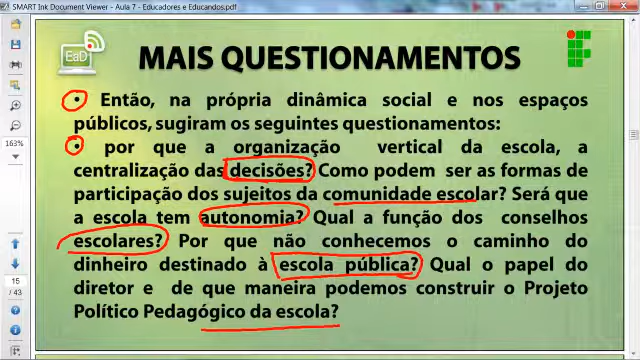 SMART Ink Document Viewer - Aula 7 - Educadores e Educandos.pdf
EaD
MAIS QUESTIONAMENTOS
• Então, na própria dinâmica social e nos espaços
públicos, sugiram os seguintes questionamentos:
• por que a organização vertical da escola, a
centralização das decisões? Como podem ser as formas de
participação dos sujeitos da comunidade escolar? Será que
a escola tem autonomia? Qual a função dos conselhos
escolares? Por que não conhecemos o caminho do
dinheiro destinado à escola pública? Qual o papel do
diretor e de que maneira podemos construir o Projeto
Político Pedagógico da escola?
163%
15
/ 43